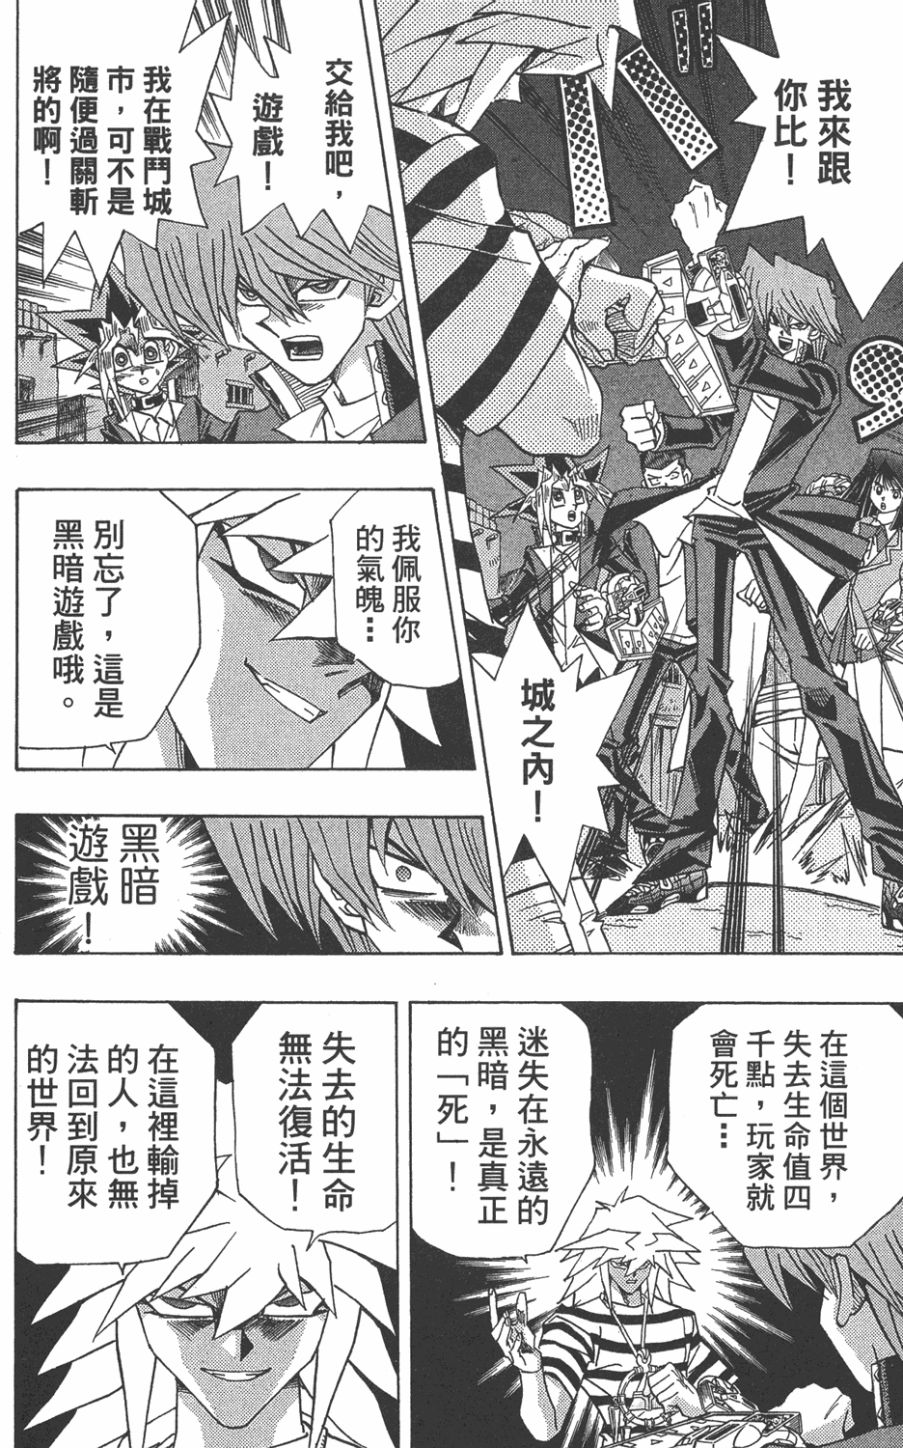 我來跟
你比！
城之內！
交給我吧，
遊戲！
我在戰鬥城
市，可不是
隨便過關斬
將的啊！
我佩服你
的氣魄…
別忘了，這是
黑暗遊戲哦。
黑暗
遊戲！
在這個世界，
失去生命值四
千點，玩家就
會死亡…
迷失在永遠的
黑暗，是真正
的「死」！
失去的生命
無法復活！
在這裡輸掉
的人，也無
法回到原來
的世界！